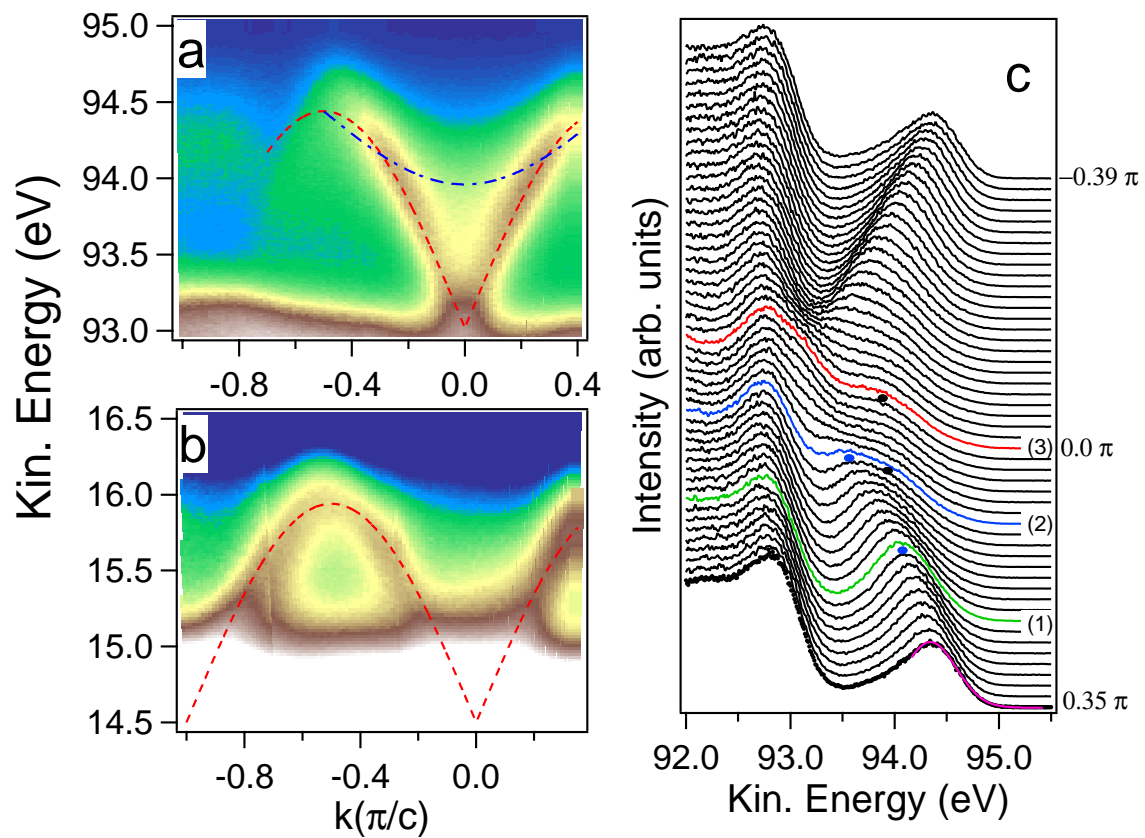 a
95.0
94.5
94.0
93.5
93.0
Kin. Energy (eV)
-0.8
-0.4
0.0
0.4
b
16.5
16.0
15.5
15.0
14.5
-0.8
-0.4
0.0
k(π/c)
c
Intensity (arb. units)
−0.39 π
(3) 0.0 π
(2)
(1)
0.35 π
92.0
93.0
94.0
95.0
Kin. Energy (eV)